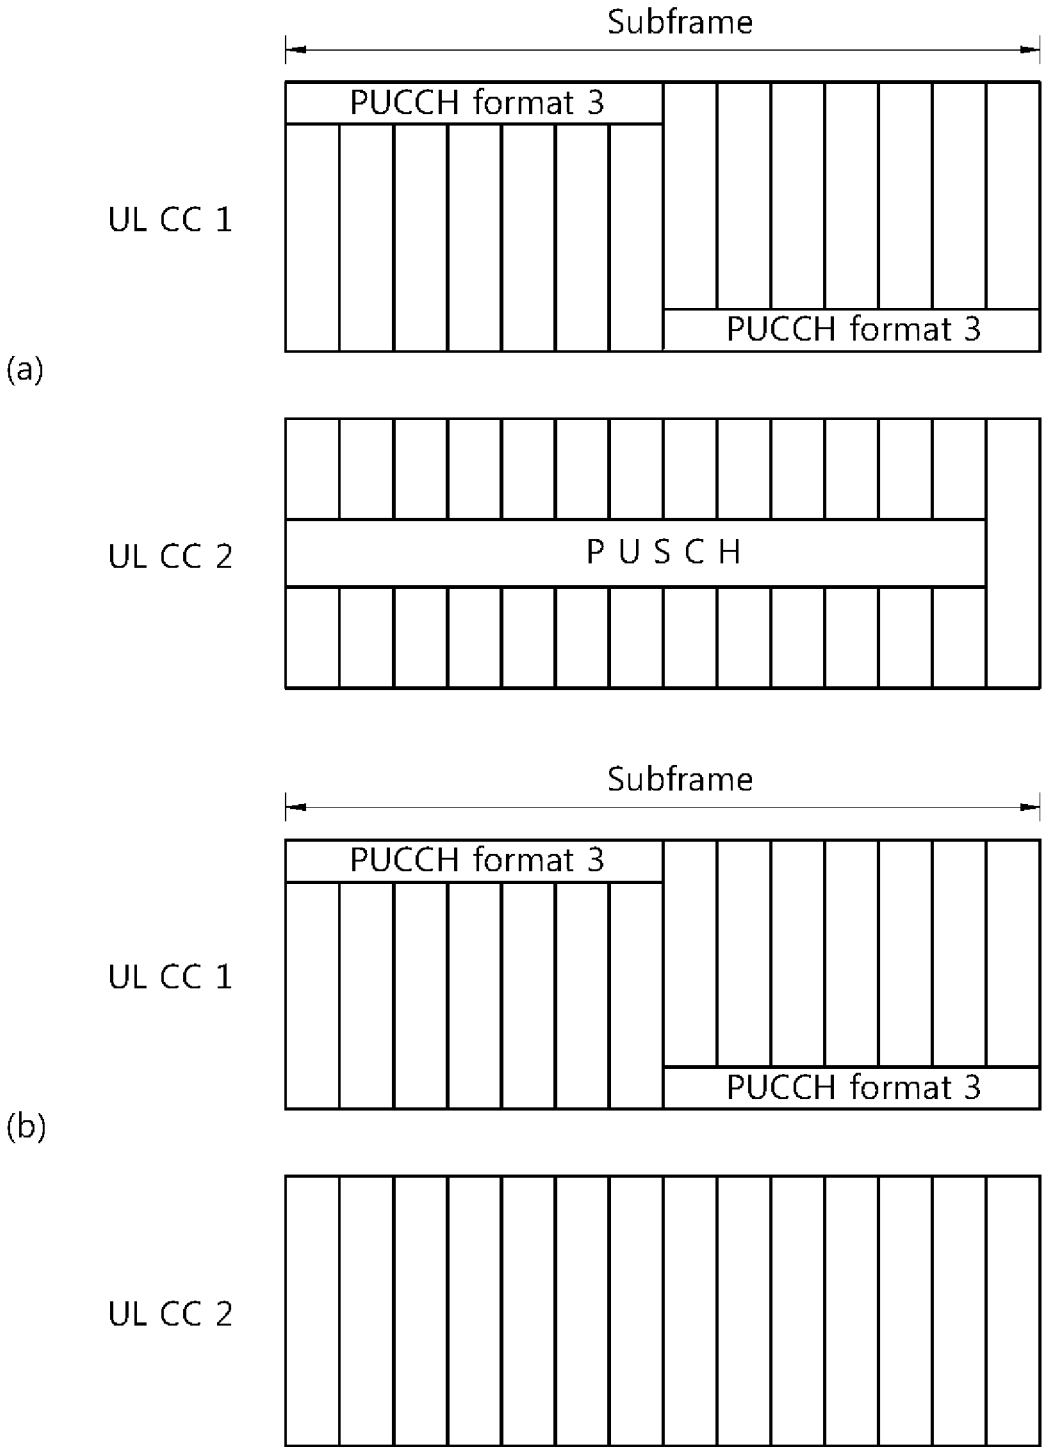 Subframe
PUCCH format 3
UL CC 1
PUCCH format 3
(a)
UL CC 2
P U S C H
Subframe
PUCCH format 3
UL CC 1
PUCCH format 3
(b)
UL CC 2